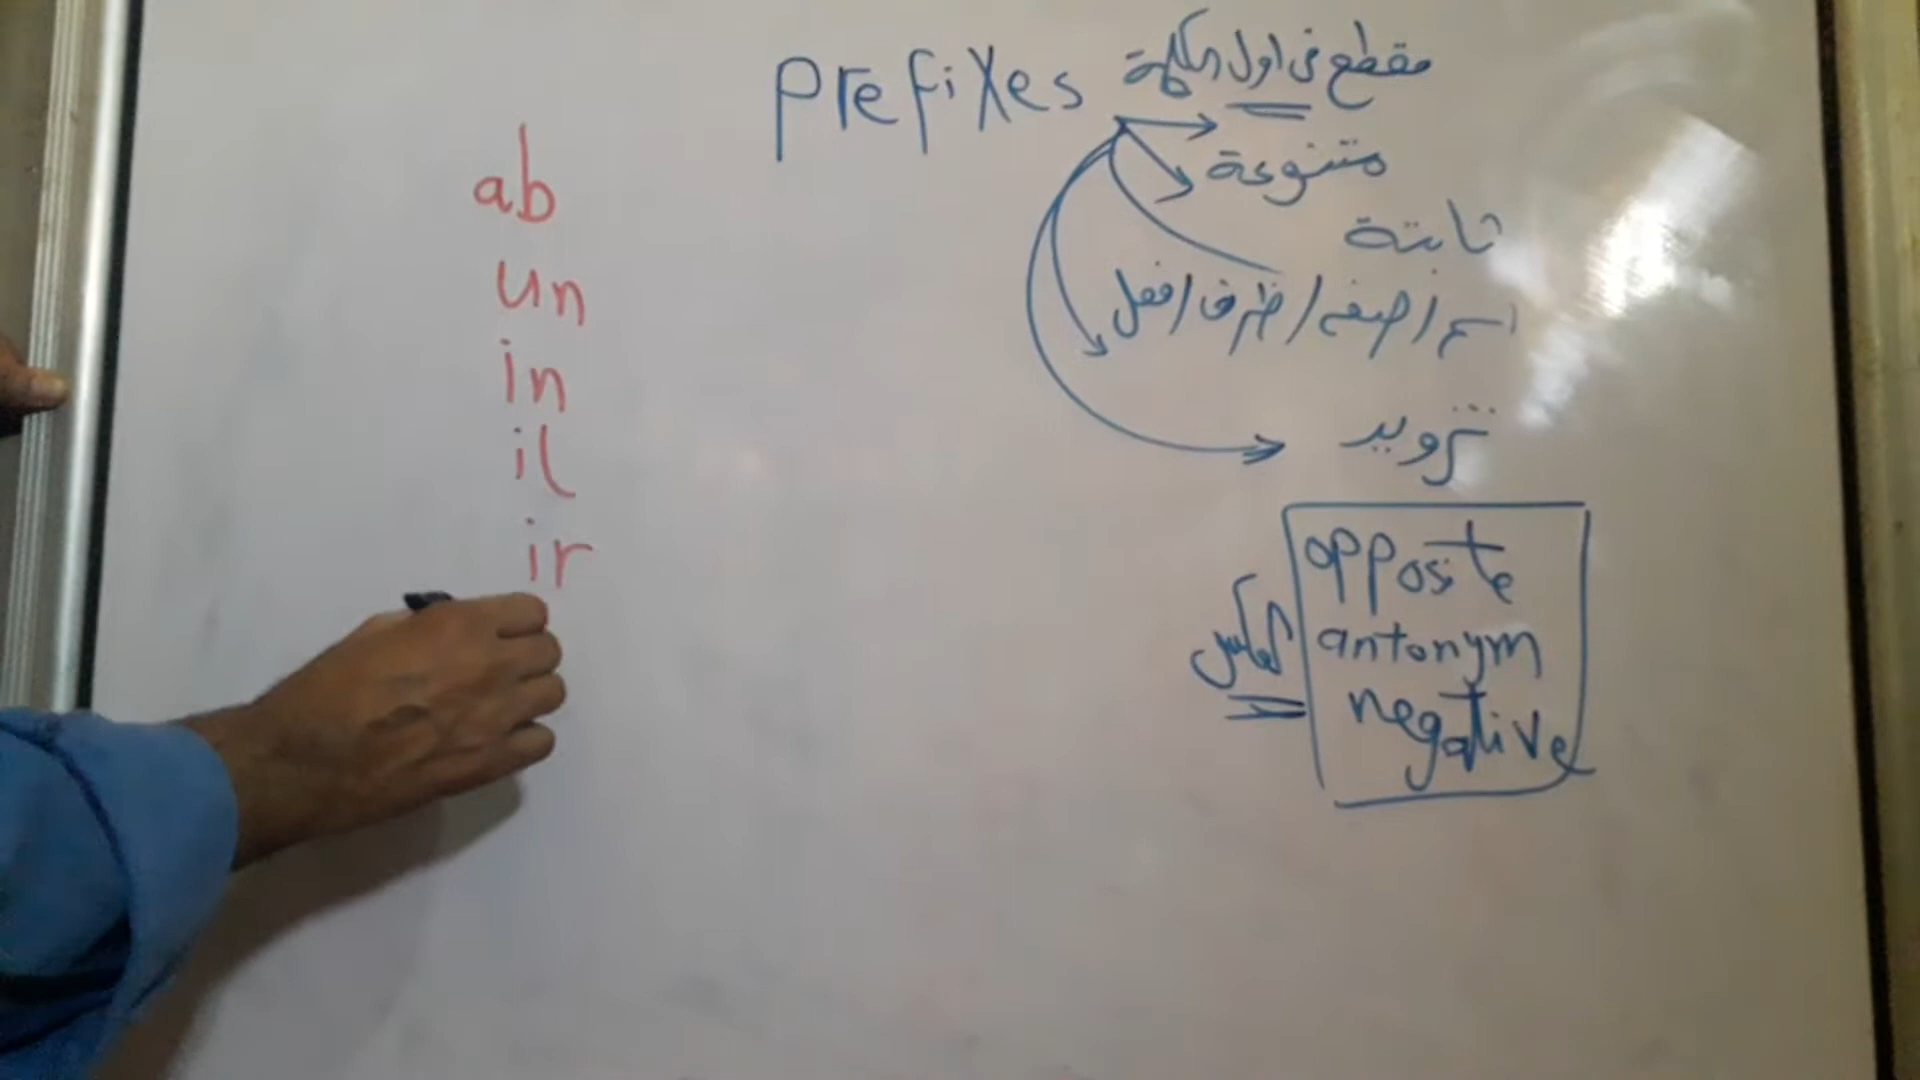 prefixes مقطع فى اول الكلمة
متنوعة
ثابتة
اسم / صفه / ظرف / فعل
تزويد
opposite
antonym
negative
العكس
ab
un
in
il
ir